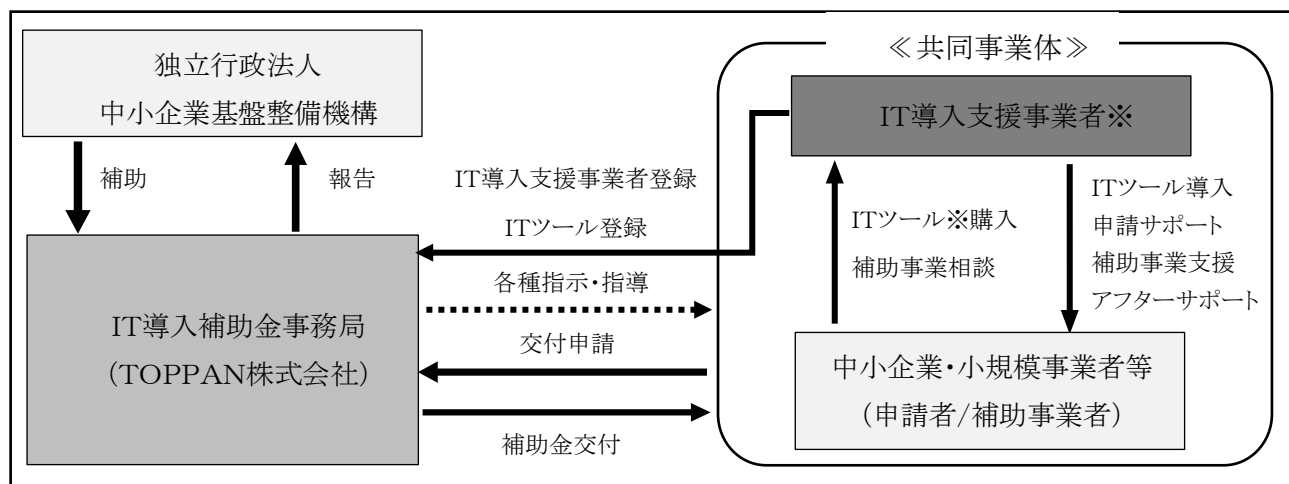 独立行政法人
中小企業基盤整備機構
≪共同事業体≫
IT導入支援事業者※
補助
報告
IT導入支援事業者登録
ITツール登録
ITツール※購入
補助事業相談
ITツール導入
申請サポート
補助事業支援
アフターサポート
IT導入補助金事務局
(TOPPAN株式会社)
各種指示・指導
交付申請
補助金交付
中小企業・小規模事業者等
(申請者/補助事業者)